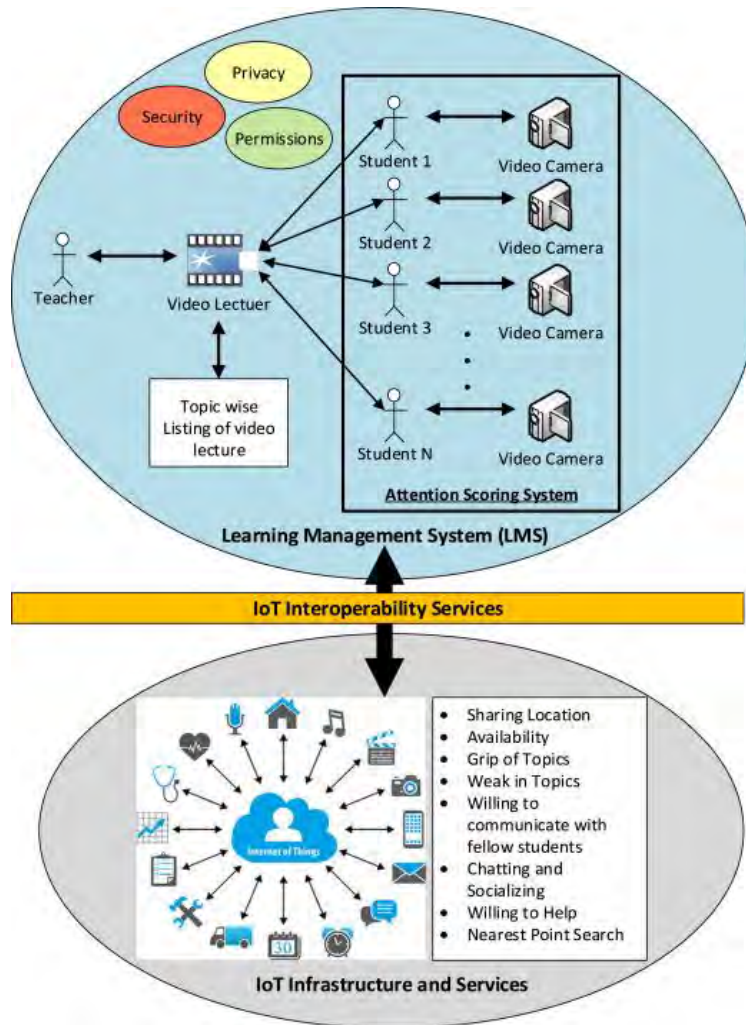 Privacy
Security
Permissions
Student 1
Video Camera
Student 2
Video Camera
Teacher
Video Lectuer
Student 3
Video Camera
Topic wise
Listing of video
lecture
Student N
Video Camera
Attention Scoring System
Learning Management System (LMS)
IoT Interoperability Services
Internet of Things
30
• Sharing Location
• Availability
• Grip of Topics
• Weak in Topics
• Willing to
communicate with
fellow students
• Chatting and
Socializing
• Willing to Help
• Nearest Point Search
IoT Infrastructure and Services